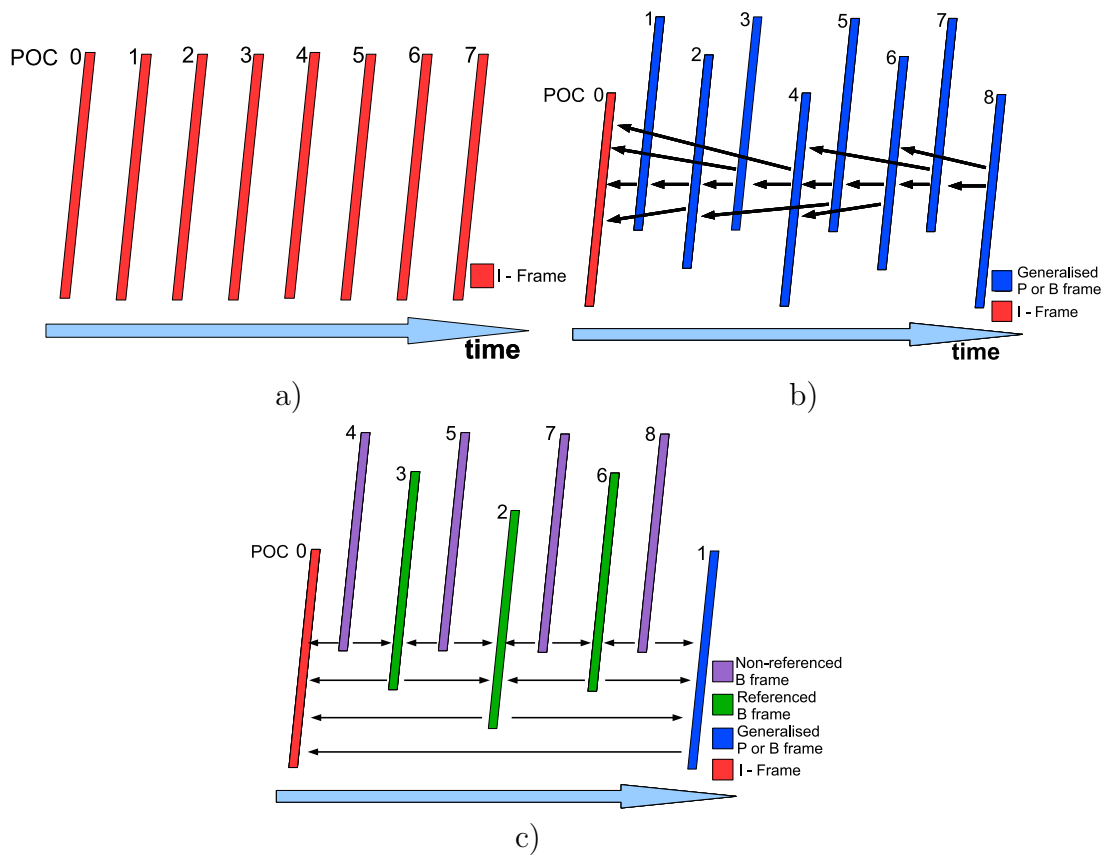 POC 0 1 2 3 4 5 6 7
I - Frame
time
a)
1 3 5 7
2 6
POC 0 4 8
Generalised
P or B frame
I - Frame
time
b)
4 5 7 8
3 6
2
POC 0 1
Non-referenced
B frame
Referenced
B frame
Generalised
P or B frame
I - Frame
c)